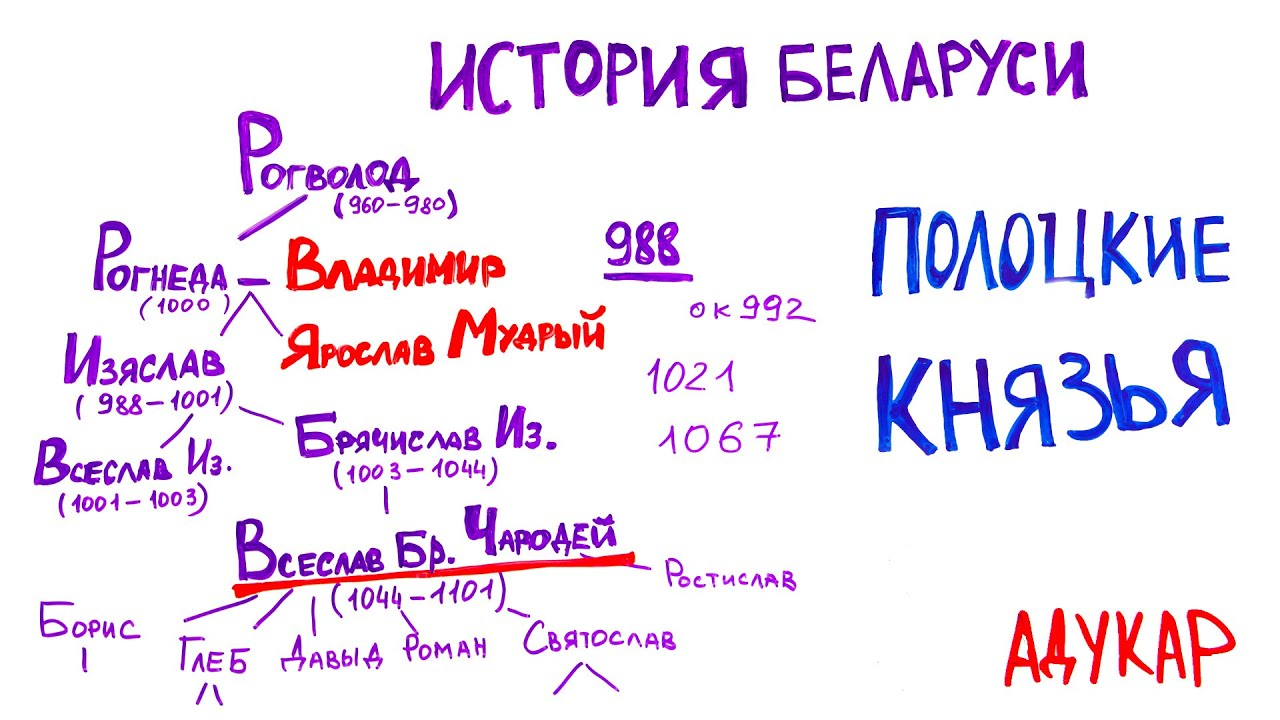 ИСТОРИЯ БЕЛАРУСИ
РОГВОЛОД
(960-980)
РОГНЕДА - ВЛАДИМИР
(1000)
ЯРОСЛАВ МУДРЫЙ
ИЗЯСЛАВ
(988-1001)
ВСЕСЛАВ ИЗ.
(1001-1003)
БРЯЧИСЛАВ ИЗ.
(1003-1044)
ВСЕСЛАВ БР. ЧАРОДЕЙ
(1044-1101)
РОСТИСЛАВ
БОРИС
ГЛЕБ
ДАВЫД
РОМАН
СВЯТОСЛАВ
988
ок 992
1021
1067
ПОЛОЦКИЕ
КНЯЗЬЯ
АДУКАР